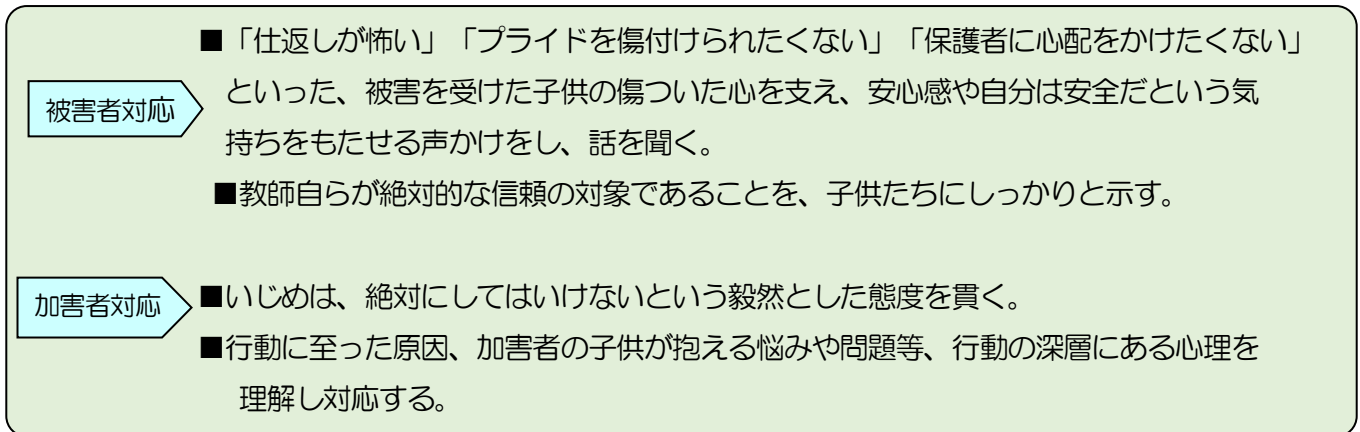 ■「仕返しが怖い」「プライドを傷付けられたくない」「保護者に心配をかけたくない」
被害者対応
といった、被害を受けた子供の傷ついた心を支え、安心感や自分は安全だという気
持ちをもたせる声かけをし、話を聞く。
■教師自らが絶対的な信頼の対象であることを、子供たちにしっかりと示す。
加害者対応
■いじめは、絶対にしてはいけないという毅然とした態度を貫く。
■行動に至った原因、加害者の子供が抱える悩みや問題等、行動の深層にある心理を
理解し対応する。